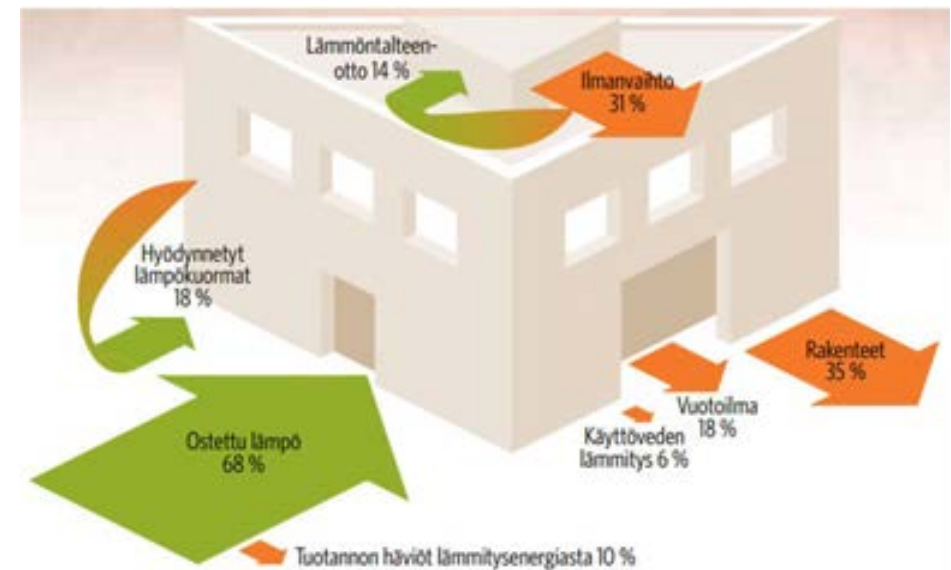 Lämmöntalteen-
otto 14 %
Ilmanvaihto
31 %
Hyödynnetyt
lämpökuormat
18 %
Rakenteet
35 %
Vuotoilma
18 %
Käyttöveden
lämmitys 6 %
Ostettu lämpö
68 %
Tuotannon häviöt lämmitysenergiasta 10 %